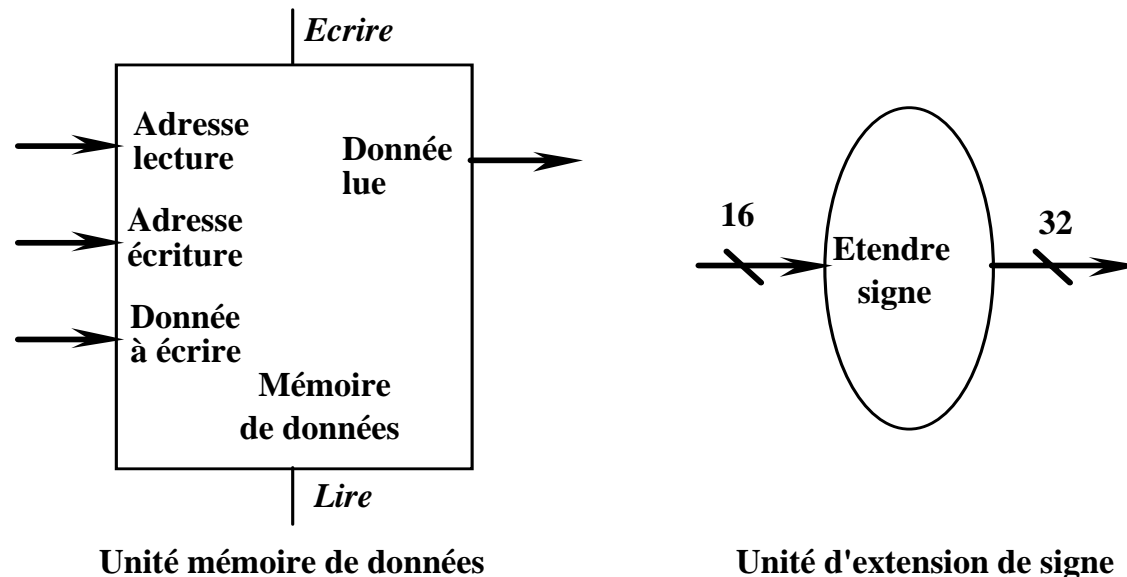 Ecrire
Adresse
lecture
Donnée
lue
Adresse
écriture
Donnée
à écrire
Mémoire
de données
Lire
Unité mémoire de données
16
32
Etendre
signe
Unité d'extension de signe